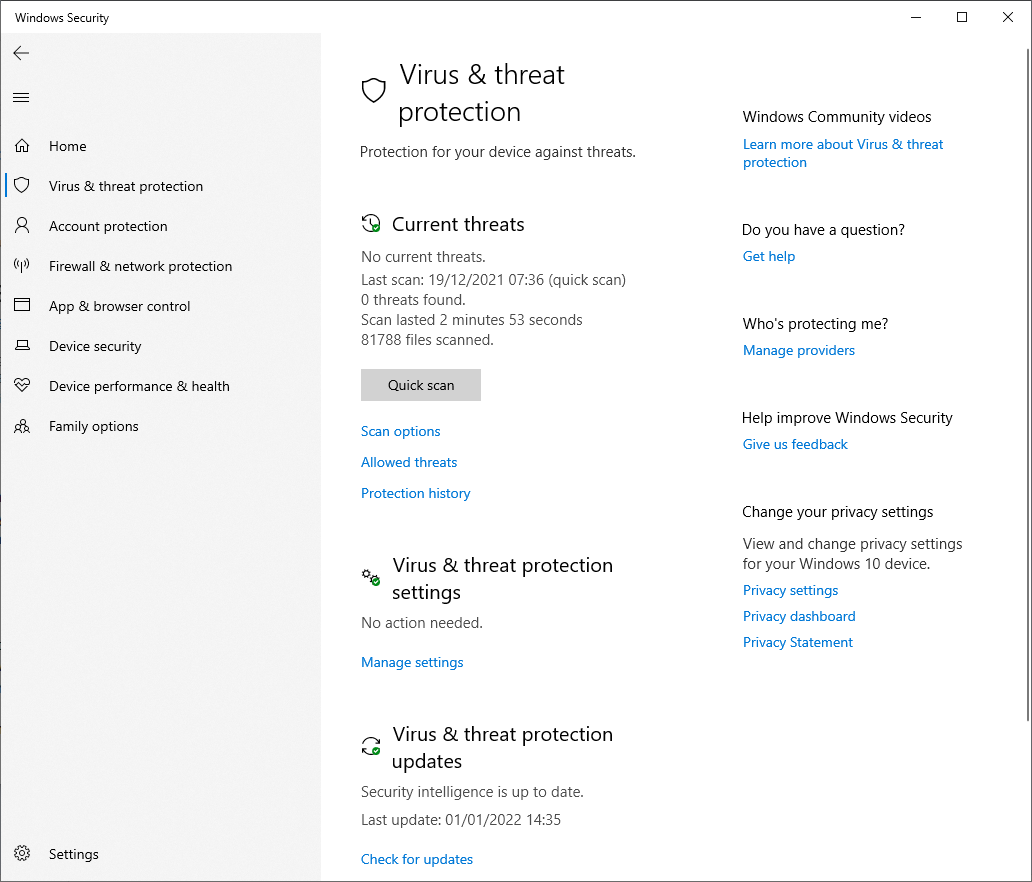 Windows Security
Home
Virus & threat protection
Account protection
Firewall & network protection
App & browser control
Device security
Device performance & health
Family options
Settings
Virus & threat
protection
Protection for your device against threats.
Current threats
No current threats.
Last scan: 19/12/2021 07:36 (quick scan)
0 threats found.
Scan lasted 2 minutes 53 seconds
81788 files scanned.
Quick scan
Scan options
Allowed threats
Protection history
Virus & threat protection
settings
No action needed.
Manage settings
Virus & threat protection
updates
Security intelligence is up to date.
Last update: 01/01/2022 14:35
Check for updates
Windows Community videos
Learn more about Virus & threat
protection
Do you have a question?
Get help
Who's protecting me?
Manage providers
Help improve Windows Security
Give us feedback
Change your privacy settings
View and change privacy settings
for your Windows 10 device.
Privacy settings
Privacy dashboard
Privacy Statement